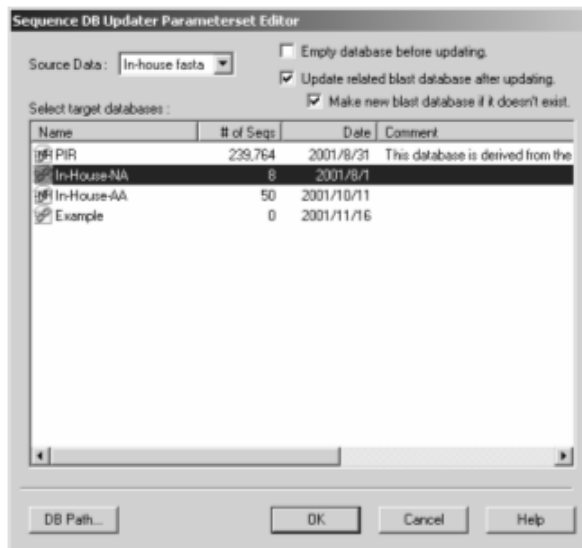 Sequence DB Updater Parameterset Editor
Source Data : In-house fasta
Empty database before updating.
Update related blast database after updating.
Make new blast database if it doesn't exist.
Select target databases :
Name # of Seqs Date Comment
PIR 239,764 2001/8/31 This database is derived from the
In-House-NA 8 2001/8/1
In-House-AA 50 2001/10/11
Example 0 2001/11/16
DB Path... OK Cancel Help